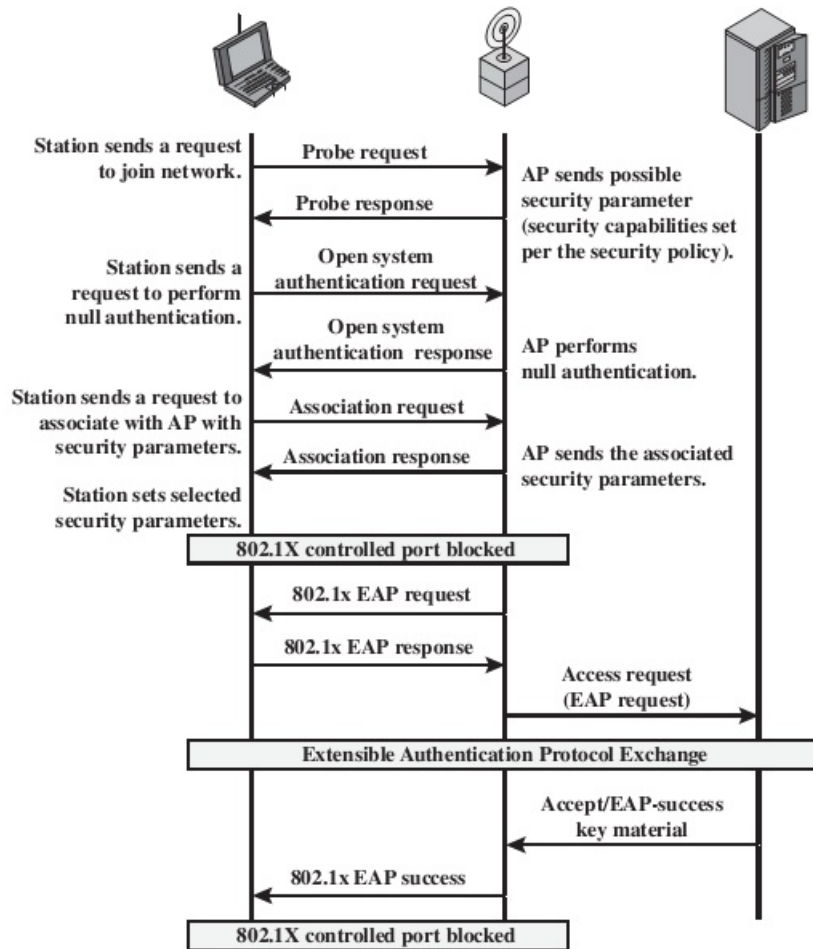 Station sends a request
to join network.
Probe request
AP sends possible
security parameter
(security capabilities set
per the security policy).
Probe response
Station sends a
request to perform
null authentication.
Open system
authentication request
Open system
authentication response
AP performs
null authentication.
Station sends a request to
associate with AP with
security parameters.
Association request
Association response
AP sends the associated
security parameters.
Station sets selected
security parameters.
802.1X controlled port blocked
802.1x EAP request
802.1x EAP response
Access request
(EAP request)
Extensible Authentication Protocol Exchange
Accept/EAP-success
key material
802.1x EAP success
802.1X controlled port blocked